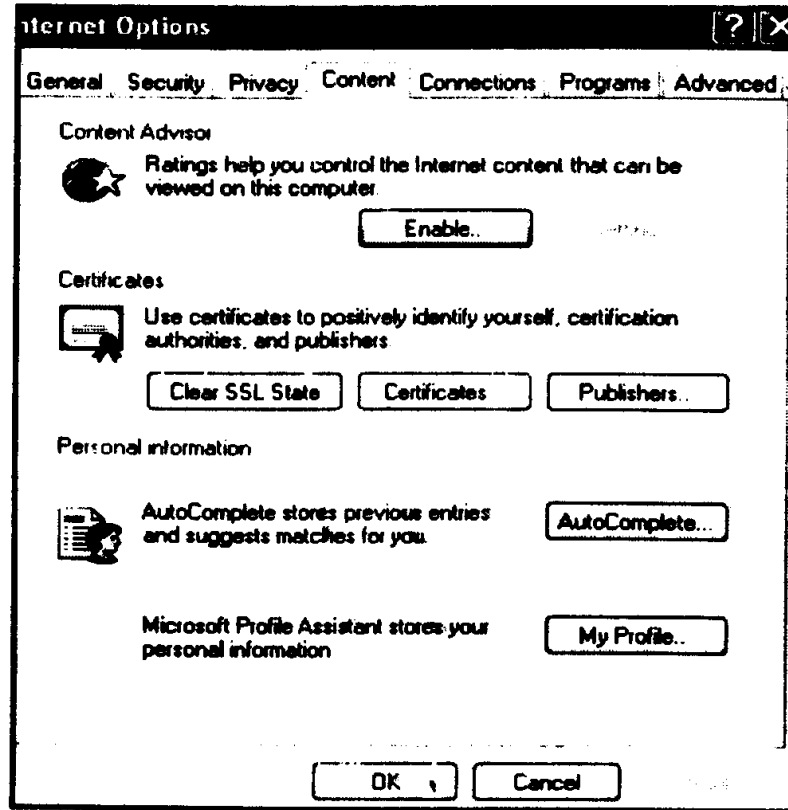 nternet Options
General Security Privacy Content Connections Programs Advanced
Content Advisor
Ratings help you control the Internet content that can be
viewed on this computer.
Enable..
Certificates
Use certificates to positively identify yourself, certification
authorities, and publishers
Clear SSL State Certificates Publishers..
Personal information
AutoComplete stores previous entries
and suggests matches for you.
AutoComplete...
Microsoft Profile Assistant stores your
personal information
My Profile..
OK Cancel